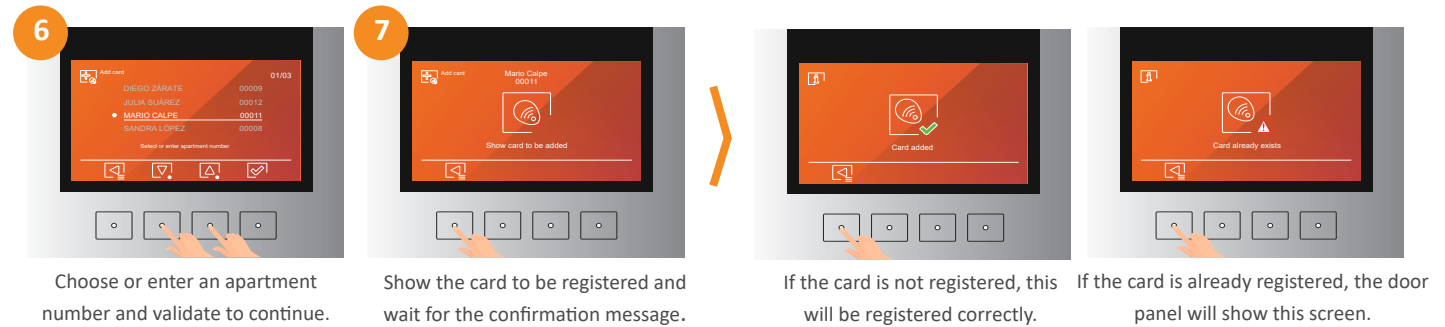 6
Add card
01/03
DIEGO ZÁRATE 00009
JULIA SUÁREZ 00012
MARIO CALPE 00011
SANDRA LÓPEZ 00008
Select or enter apartment number
Choose or enter an apartment
number and validate to continue.
7
Add card
Mario Calpe
00011
Show card to be added
Show the card to be registered and
wait for the confirmation message.
Card added
If the card is not registered, this
will be registered correctly.
Card already exists
If the card is already registered, the door
panel will show this screen.